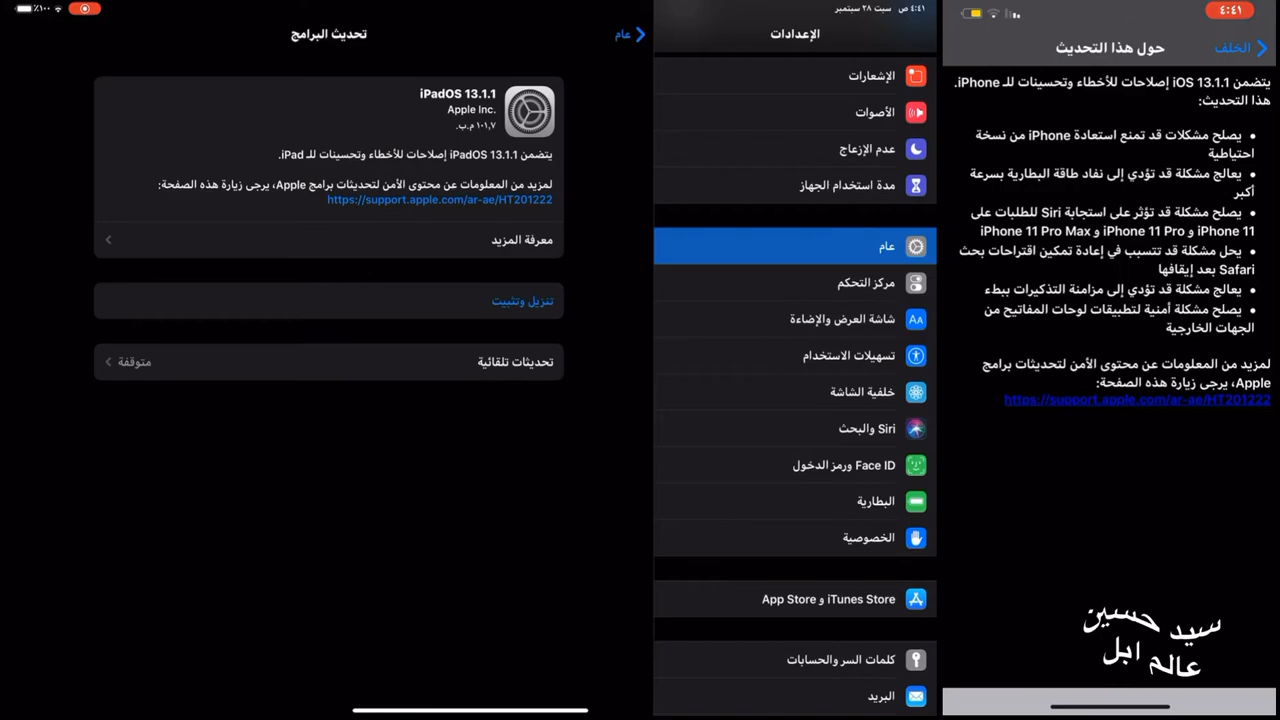 ٤:٤١
الخلف
حول هذا التحديث
يتضمن iOS 13.1.1 إصلاحات للأخطاء وتحسينات للـ iPhone.
هذا التحديث:
• يصلح مشكلات قد تمنع استعادة iPhone من نسخة
احتياطية
• يعالج مشكلة قد تؤدي إلى نفاد طاقة البطارية بسرعة
أكبر
• يصلح مشكلة قد تؤثر على استجابة Siri للطلبات على
iPhone 11 و iPhone 11 Pro و iPhone 11 Pro Max
• يحل مشكلة قد تتسبب في إعادة تمكين اقتراحات بحث
Safari بعد إيقافها
• يعالج مشكلة قد تؤدي إلى مزامنة التذكيرات ببطء
• يصلح مشكلة أمنية لتطبيقات لوحات المفاتيح من
الجهات الخارجية
لمزيد من المعلومات عن محتوى الأمن لتحديثات برامج
Apple، يرجى زيارة هذه الصفحة:
https://support.apple.com/ar-ae/HT201222
سيد حسين
عالم ابل
٤:٤١ ص سبت ٢٨ سبتمبر
الإعدادات
الإشعارات
الأصوات
عدم الإزعاج
مدة استخدام الجهاز
عام
مركز التحكم
شاشة العرض والإضاءة
تسهيلات الاستخدام
خلفية الشاشة
Siri والبحث
Face ID ورمز الدخول
البطارية
الخصوصية
iTunes Store و App Store
كلمات السر والحسابات
البريد
٪١٠٠
عام
تحديث البرامج
iPadOS 13.1.1
Apple Inc.
١٠١٫٧ م.ب.
يتضمن iPadOS 13.1.1 إصلاحات للأخطاء وتحسينات للـ iPad.
لمزيد من المعلومات عن محتوى الأمن لتحديثات برامج Apple، يرجى زيارة هذه الصفحة:
https://support.apple.com/ar-ae/HT201222
معرفة المزيد
تنزيل وتثبيت
تحديثات تلقائية
متوقفة